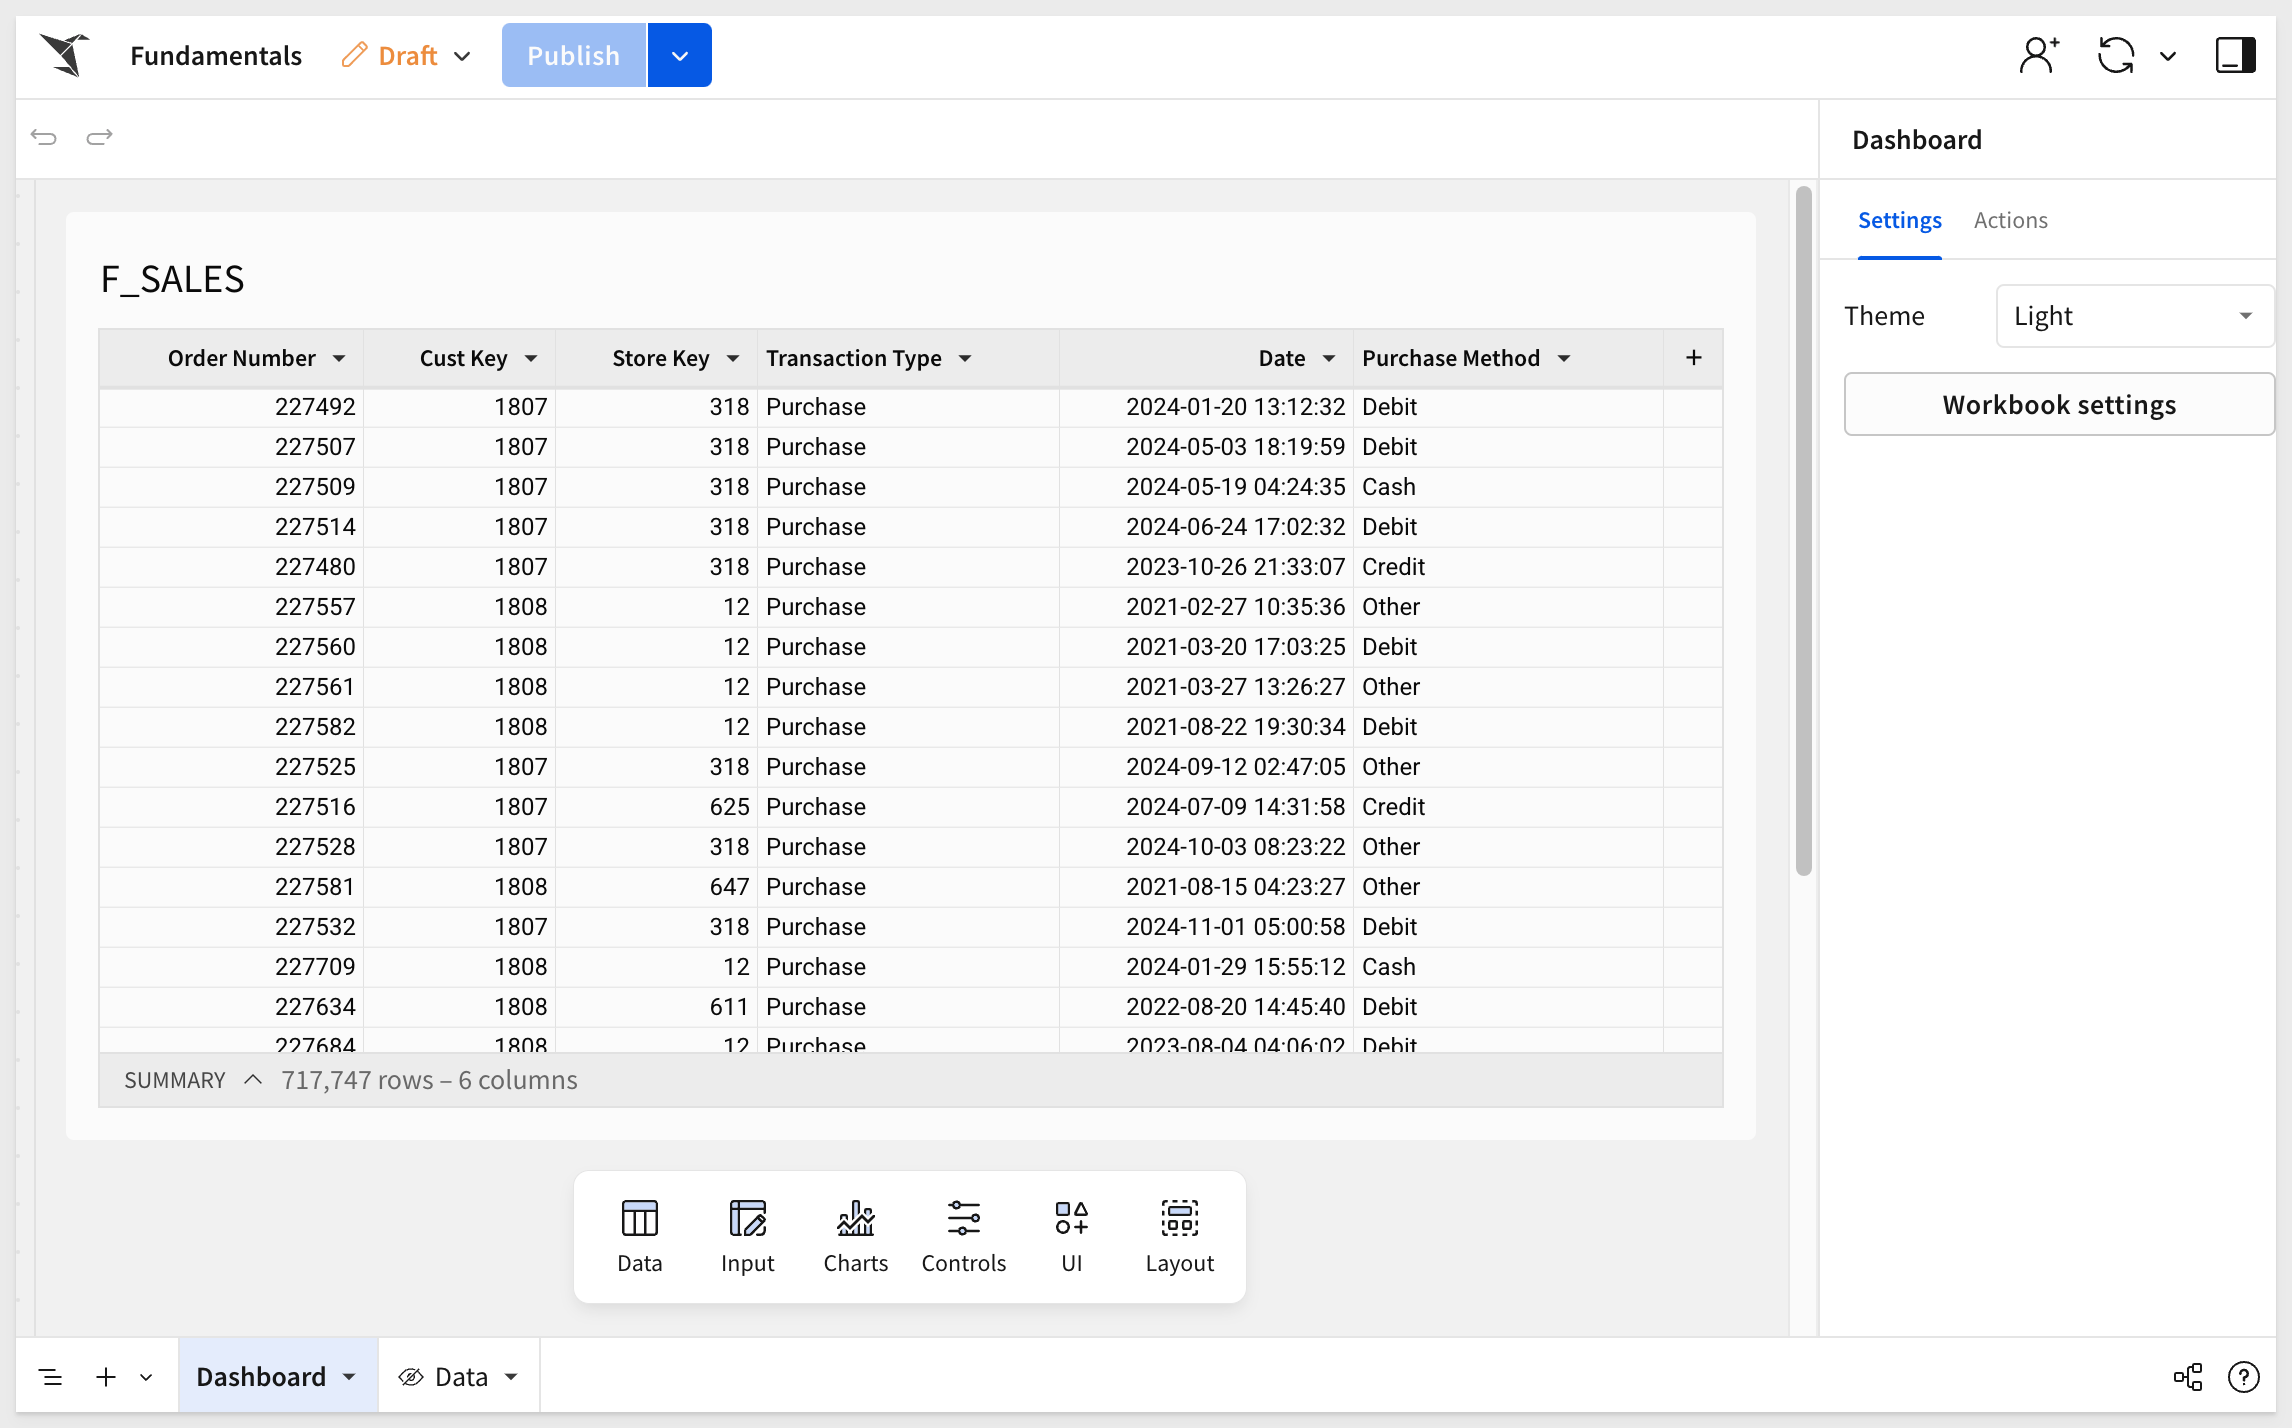 Fundamentals Draft Publish
Dashboard
Settings Actions
Theme Light
Workbook settings
F_SALES
Order Number Cust Key Store Key Transaction Type Date Purchase Method +
227492 1807 318 Purchase 2024-01-20 13:12:32 Debit
227507 1807 318 Purchase 2024-05-03 18:19:59 Debit
227509 1807 318 Purchase 2024-05-19 04:24:35 Cash
227514 1807 318 Purchase 2024-06-24 17:02:32 Debit
227480 1807 318 Purchase 2023-10-26 21:33:07 Credit
227557 1808 12 Purchase 2021-02-27 10:35:36 Other
227560 1808 12 Purchase 2021-03-20 17:03:25 Debit
227561 1808 12 Purchase 2021-03-27 13:26:27 Other
227582 1808 12 Purchase 2021-08-22 19:30:34 Debit
227525 1807 318 Purchase 2024-09-12 02:47:05 Other
227516 1807 625 Purchase 2024-07-09 14:31:58 Credit
227528 1807 318 Purchase 2024-10-03 08:23:22 Other
227581 1808 647 Purchase 2021-08-15 04:23:27 Other
227532 1807 318 Purchase 2024-11-01 05:00:58 Debit
227709 1808 12 Purchase 2024-01-29 15:55:12 Cash
227634 1808 611 Purchase 2022-08-20 14:45:40 Debit
227684 1808 12 Purchase 2023-08-04 04:06:02 Debit
SUMMARY 717,747 rows – 6 columns
Data Input Charts Controls UI Layout
Dashboard Data